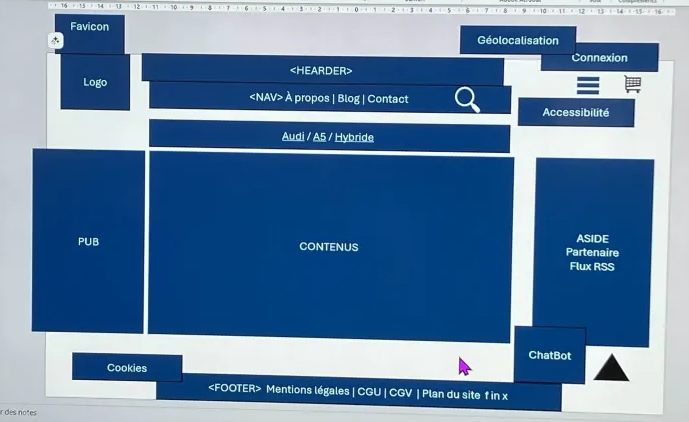 Favicon
Géolocalisation
Connexion
Logo
<HEARDER>
<NAV> À propos | Blog | Contact
Accessibilité
Audi / A5 / Hybride
PUB
CONTENUS
ASIDE
Partenaire
Flux RSS
ChatBot
Cookies
<FOOTER> Mentions légales | CGU | CGV | Plan du site f in x
r des notes